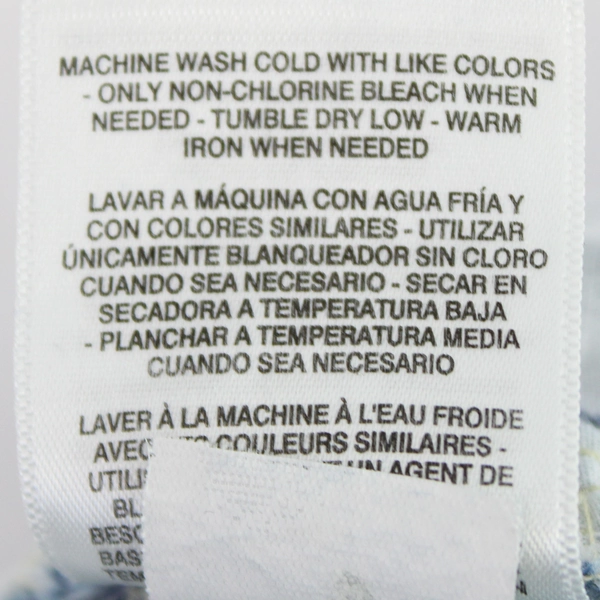 MACHINE WASH COLD WITH LIKE COLORS
- ONLY NON-CHLORINE BLEACH WHEN
NEEDED - TUMBLE DRY LOW - WARM
IRON WHEN NEEDED
LAVAR A MÁQUINA CON AGUA FRÍA Y
CON COLORES SIMILARES - UTILIZAR
ÚNICAMENTE BLANQUEADOR SIN CLORO
CUANDO SEA NECESARIO - SECAR EN
SECADORA A TEMPERATURA BAJA
- PLANCHAR A TEMPERATURA MEDIA
CUANDO SEA NECESARIO
LAVER À LA MACHINE À L'EAU FROIDE
COULEURS SIMILAIRES -
UN AGENT DE